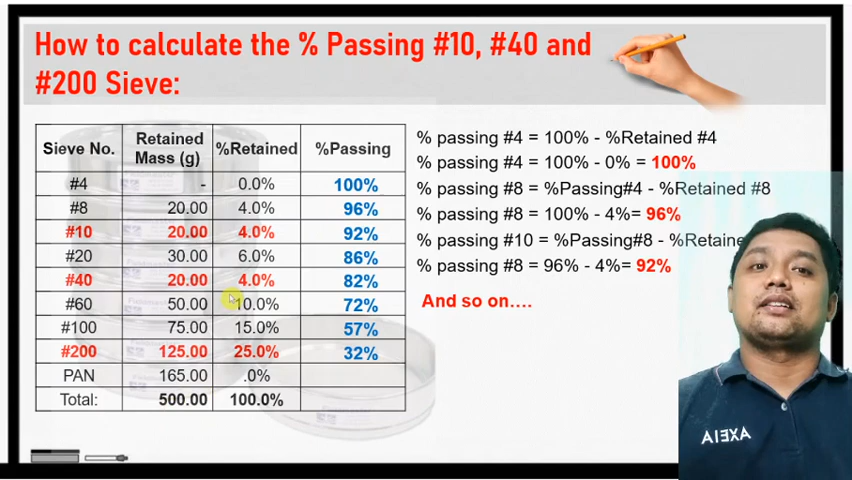 How to calculate the % Passing #10, #40 and
#200 Sieve:
Sieve No. Retained Mass (g) %Retained %Passing
#4 - 0.0% 100%
#8 20.00 4.0% 96%
#10 20.00 4.0% 92%
#20 30.00 6.0% 86%
#40 20.00 4.0% 82%
#60 50.00 10.0% 72%
#100 75.00 15.0% 57%
#200 125.00 25.0% 32%
PAN 165.00 .0%
Total: 500.00 100.0%
% passing #4 = 100% - %Retained #4
% passing #4 = 100% - 0% = 100%
% passing #8 = %Passing#4 - %Retained #8
% passing #8 = 100% - 4%= 96%
% passing #10 = %Passing#8 - %Retaine
% passing #8 = 96% - 4%= 92%
And so on....
AXEIA